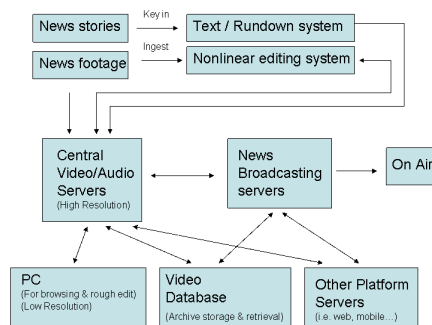 News stories
Key in
Text / Rundown system
News footage
Ingest
Nonlinear editing system
Central
Video/Audio
Servers
(High Resolution)
News
Broadcasting
servers
On Air
PC
(For browsing & rough edit)
(Low Resolution)
Video
Database
(Archive storage & retrieval)
Other Platform
Servers
(i.e. web, mobile…)